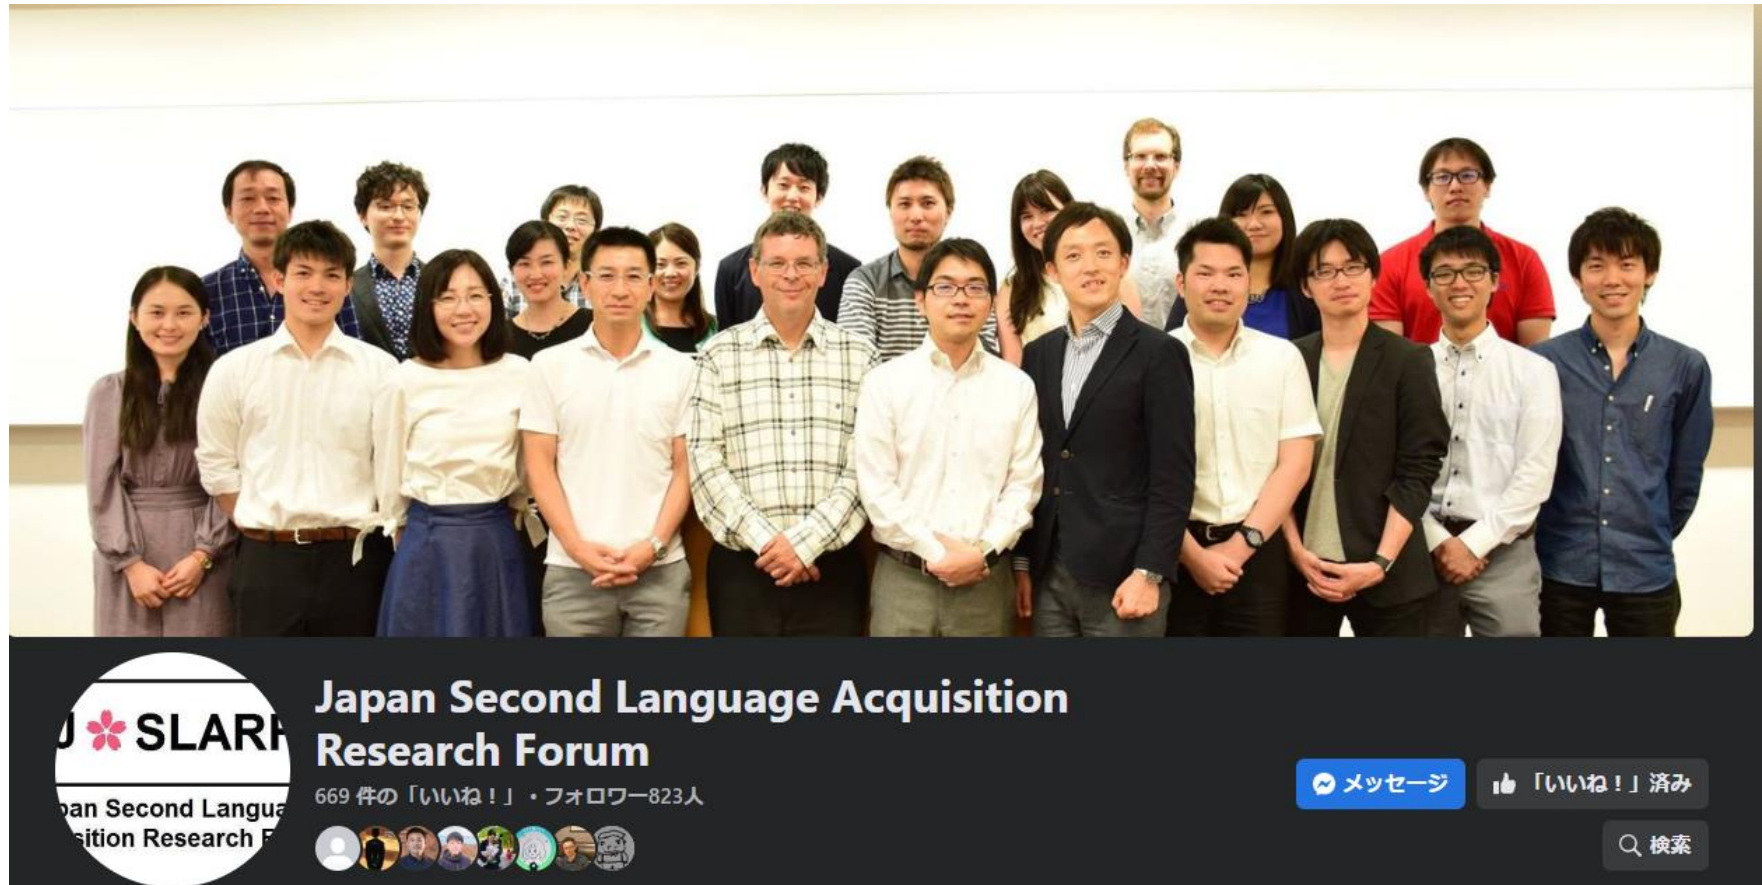 J SLARF
pan Second Langua
sition Research F
Japan Second Language Acquisition
Research Forum
669 件の「いいね！」・フォロワー823人
メッセージ
「いいね！」済み
検索